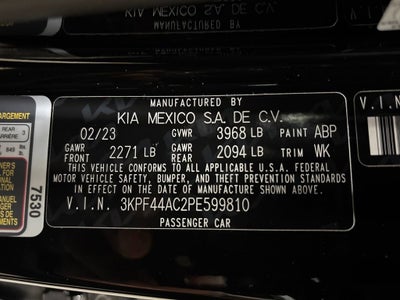 MANUFACTURED BY
KIA MEXICO S.A. DE C.V.
02/23 GVWR 3968 LB PAINT ABP
GAWR FRONT 2271 LB GAWR REAR 2094 LB TRIM WK
THIS VEHICLE CONFORMS TO ALL APPLICABLE U.S.A. FEDERAL
MOTOR VEHICLE SAFETY, BUMPER, AND THEFT PREVENTION
STANDARDS IN EFFECT ON THE DATE OF MANUFACTURE SHOWN ABOVE.
V.I.N. 3KPF44AC2PE599810
PASSENGER CAR
REAR 3
7530
V.I.N